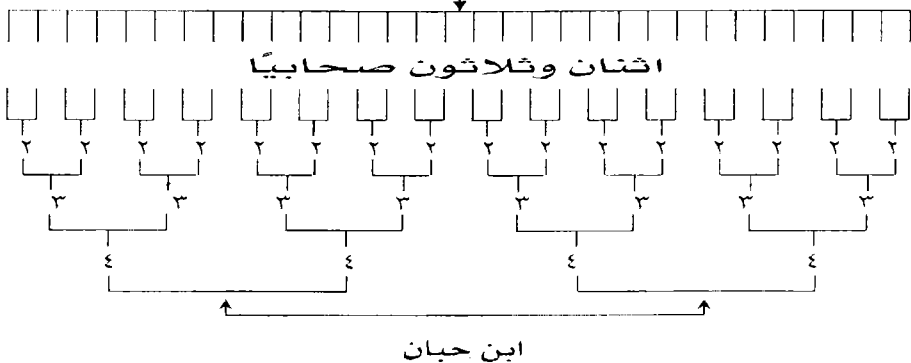 اثنان وثلاثون صحابيًا
٢ ٢ ٢ ٢ ٢ ٢ ٢ ٢ ٢ ٢ ٢ ٢ ٢ ٢ ٢ ٢
٣ ٣ ٣ ٣ ٣ ٣ ٣ ٣
٤ ٤ ٤ ٤
ابن حبان